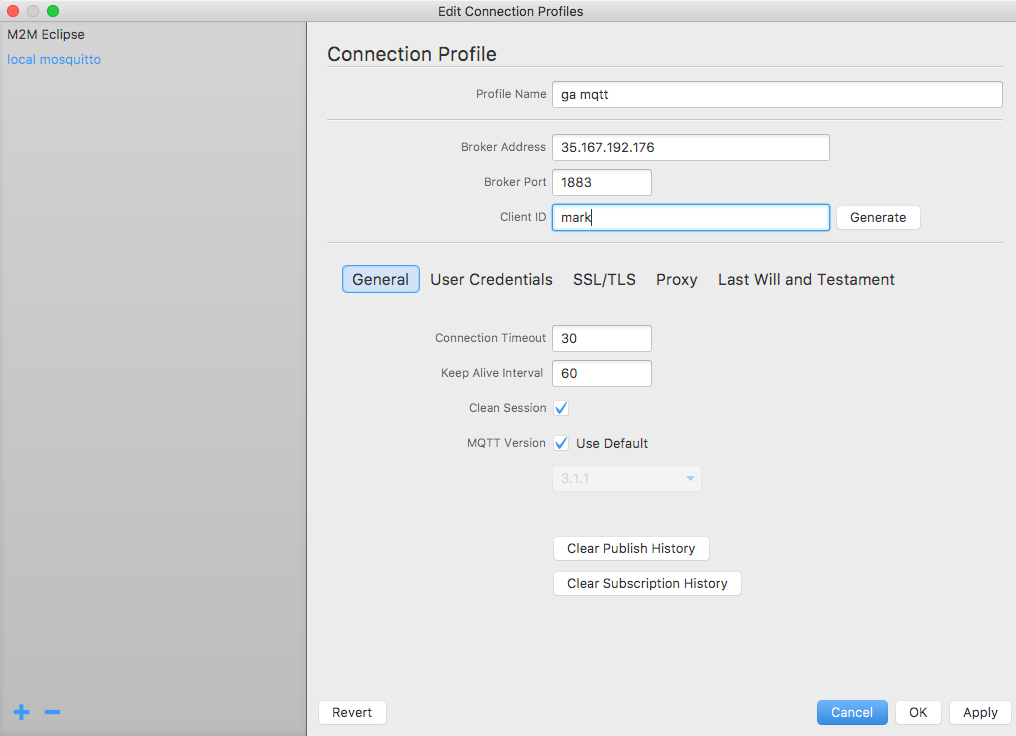 Edit Connection Profiles
M2M Eclipse
local mosquitto
Connection Profile
Profile Name ga mqtt
Broker Address 35.167.192.176
Broker Port 1883
Client ID mark Generate
General User Credentials SSL/TLS Proxy Last Will and Testament
Connection Timeout 30
Keep Alive Interval 60
Clean Session
MQTT Version Use Default
3.1.1
Clear Publish History
Clear Subscription History
Revert Cancel OK Apply